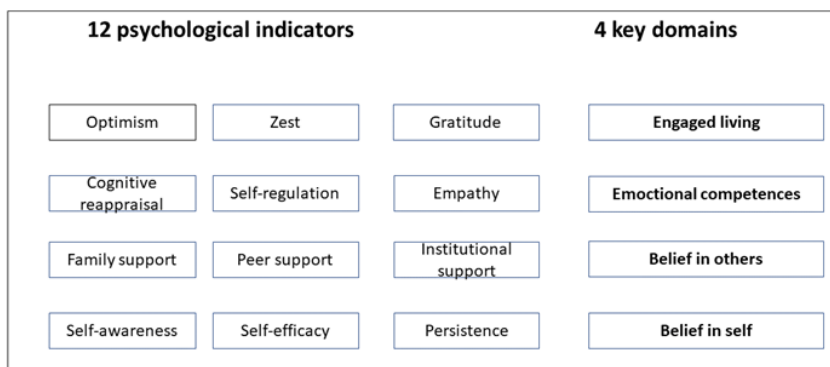 12 psychological indicators 4 key domains
Optimism Zest Gratitude Engaged living
Cognitive
reappraisal Self-regulation Empathy Emoctional competences
Family support Peer support Institutional
support Belief in others
Self-awareness Self-efficacy Persistence Belief in self